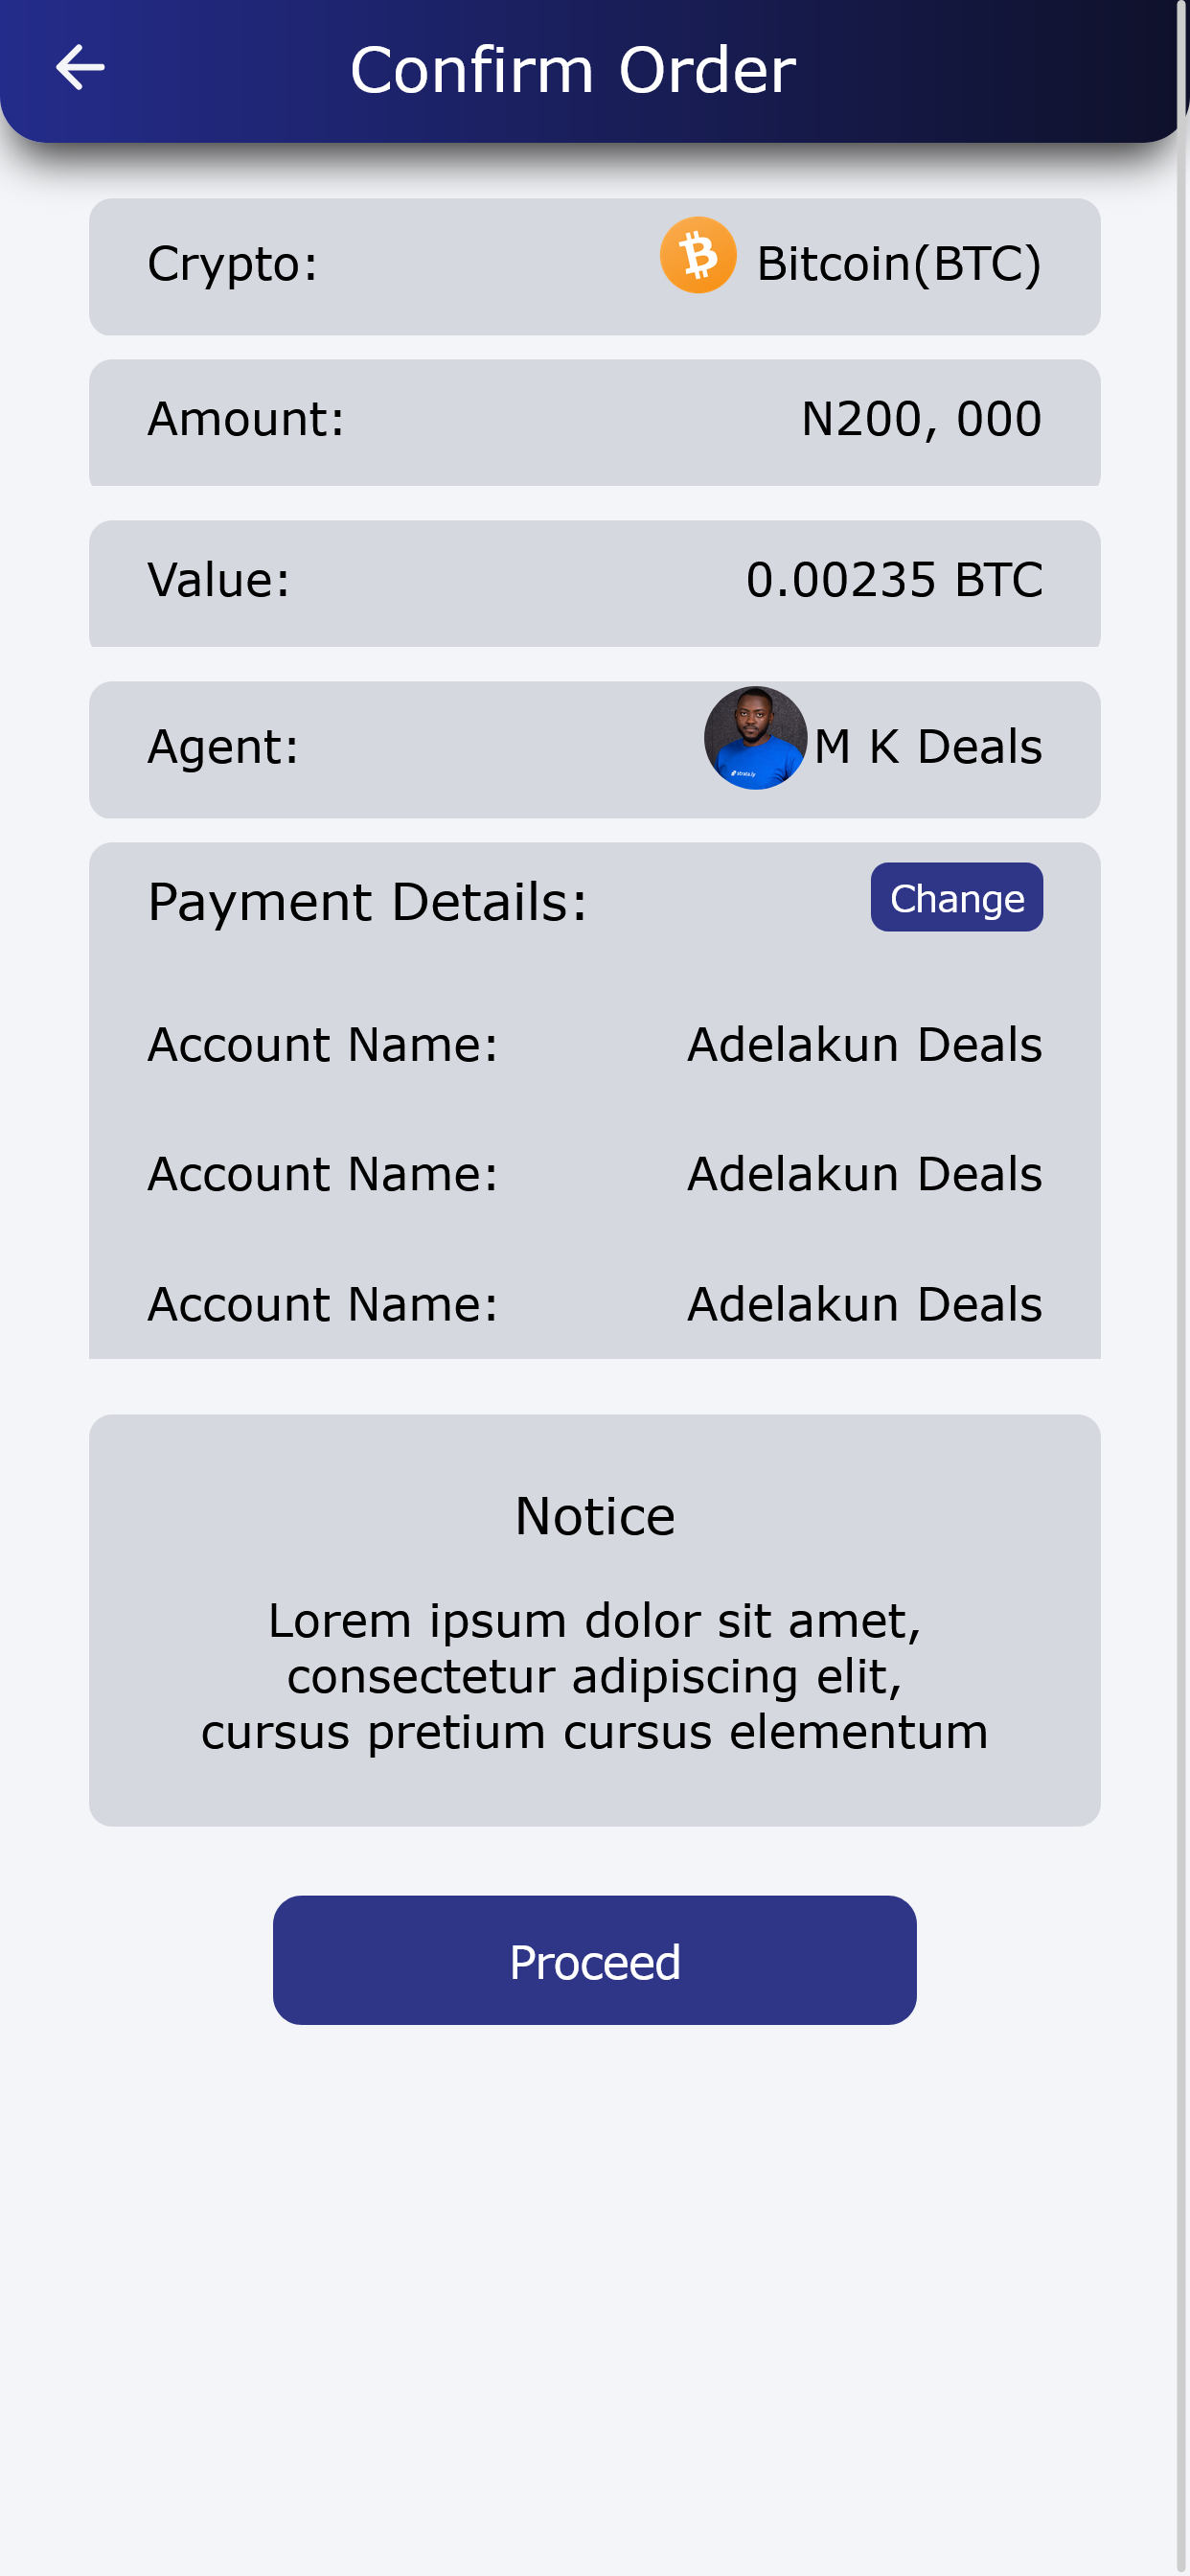 Confirm Order
Crypto: Bitcoin(BTC)
Amount: N200, 000
Value: 0.00235 BTC
Agent: M K Deals
Payment Details: Change
Account Name: Adelakun Deals
Account Name: Adelakun Deals
Account Name: Adelakun Deals
Notice
Lorem ipsum dolor sit amet,
consectetur adipiscing elit,
cursus pretium cursus elementum
Proceed